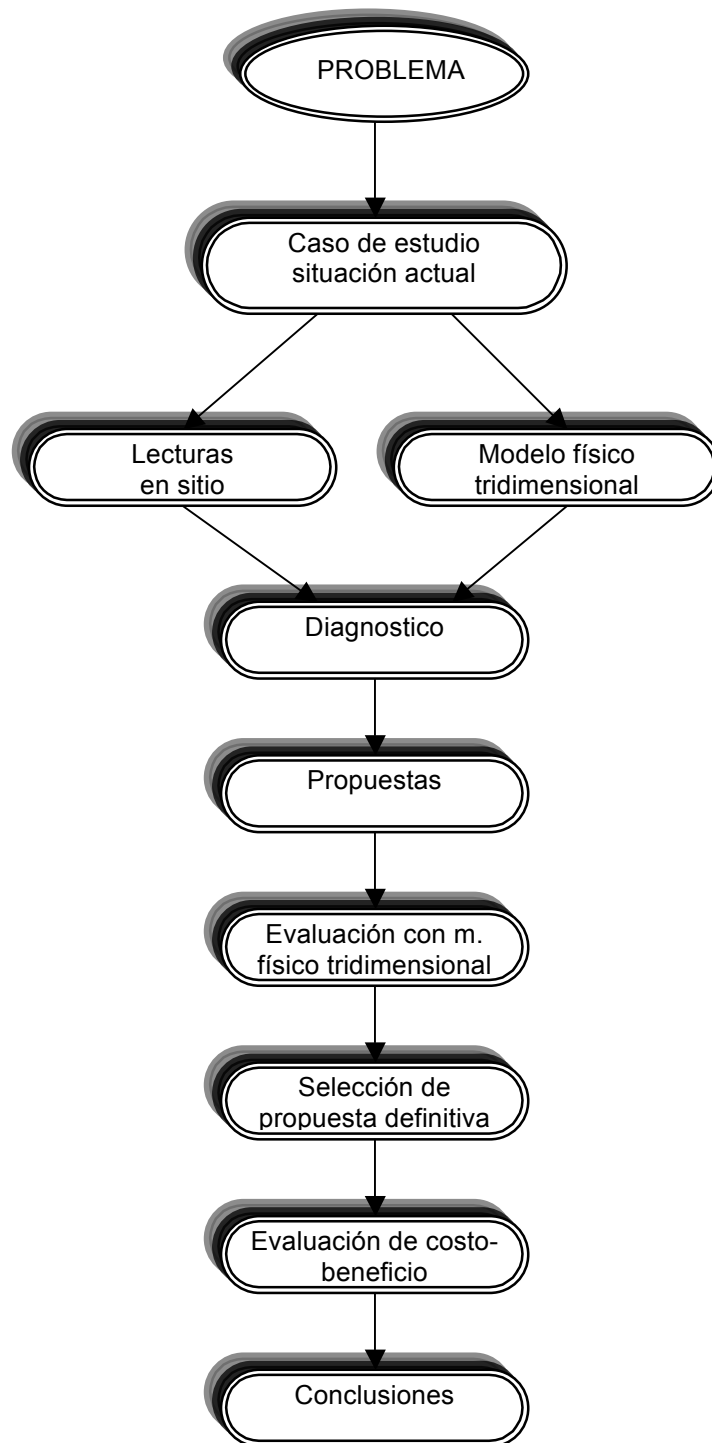 PROBLEMA
Caso de estudio
situación actual
Lecturas
en sitio
Modelo físico
tridimensional
Diagnostico
Propuestas
Evaluación con m.
físico tridimensional
Selección de
propuesta definitiva
Evaluación de costo-
beneficio
Conclusiones